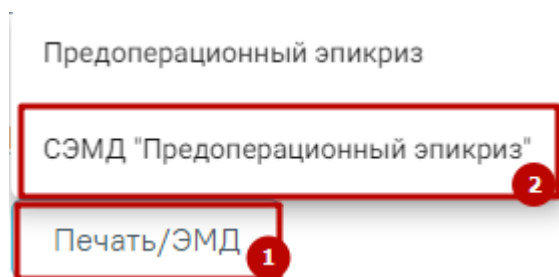 Предоперационный эпикриз
СЭМД "Предоперационный эпикриз"
2
Печать/ЭМД
1